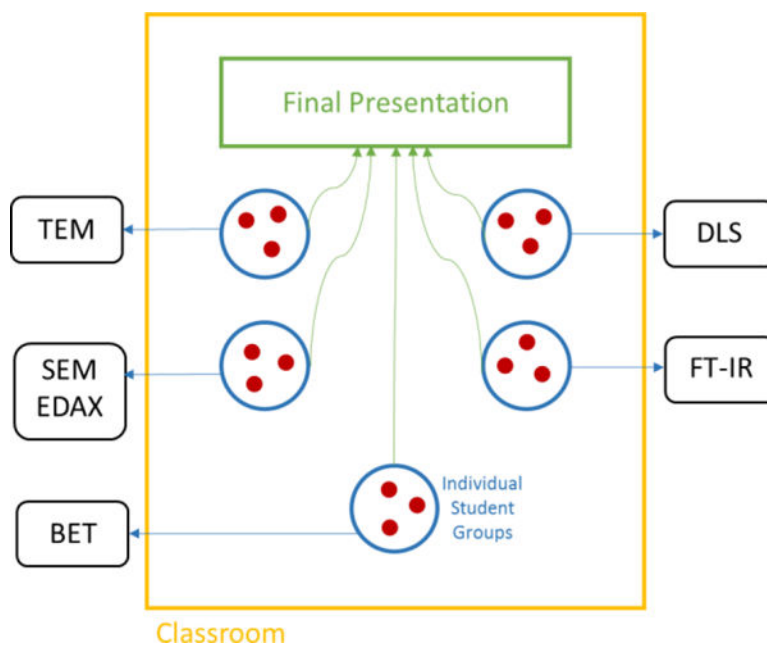 Final Presentation
TEM
DLS
SEM
EDAX
FT-IR
Individual
Student
Groups
BET
Classroom